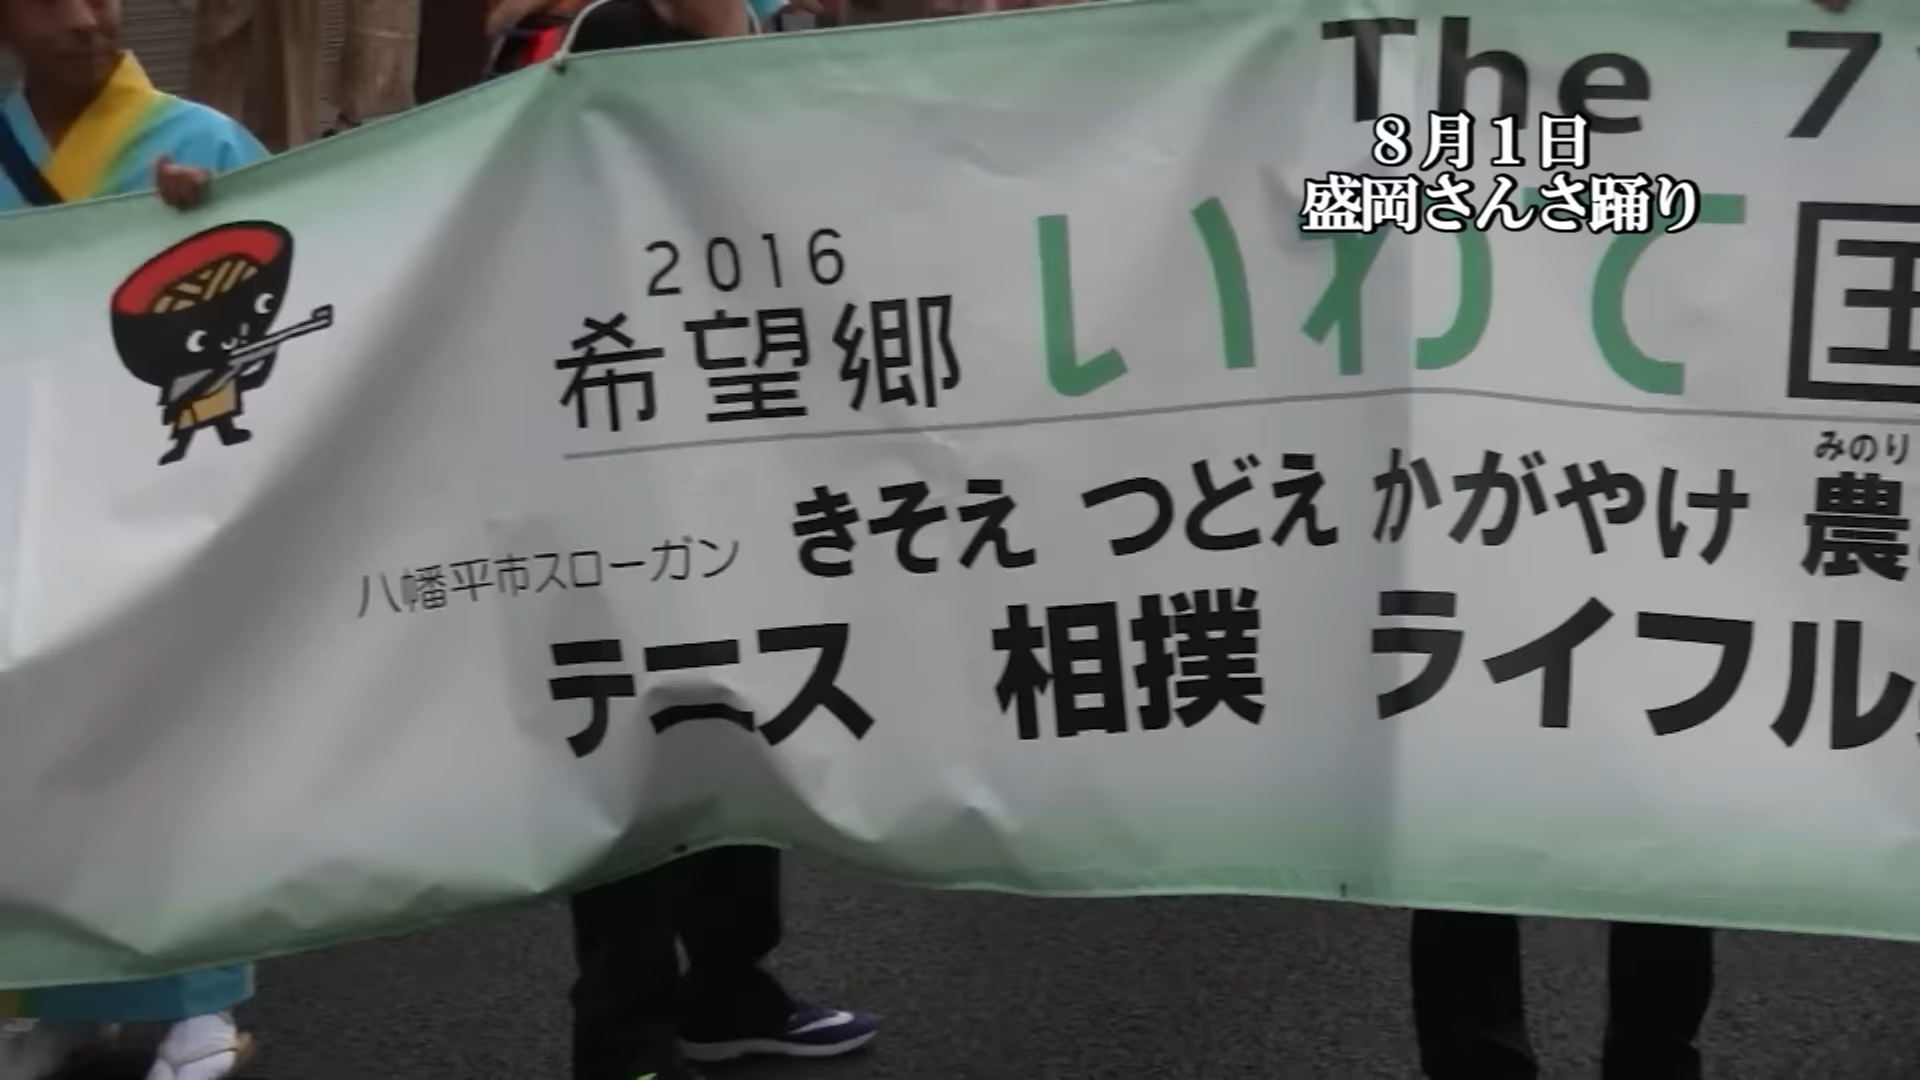 The 7
8月1日
盛岡さんさ踊り
2016
希望郷 いわて国
みのり
きそえ つどえ かがやけ 農
八幡平市スローガン
テニス 相撲 ライフル